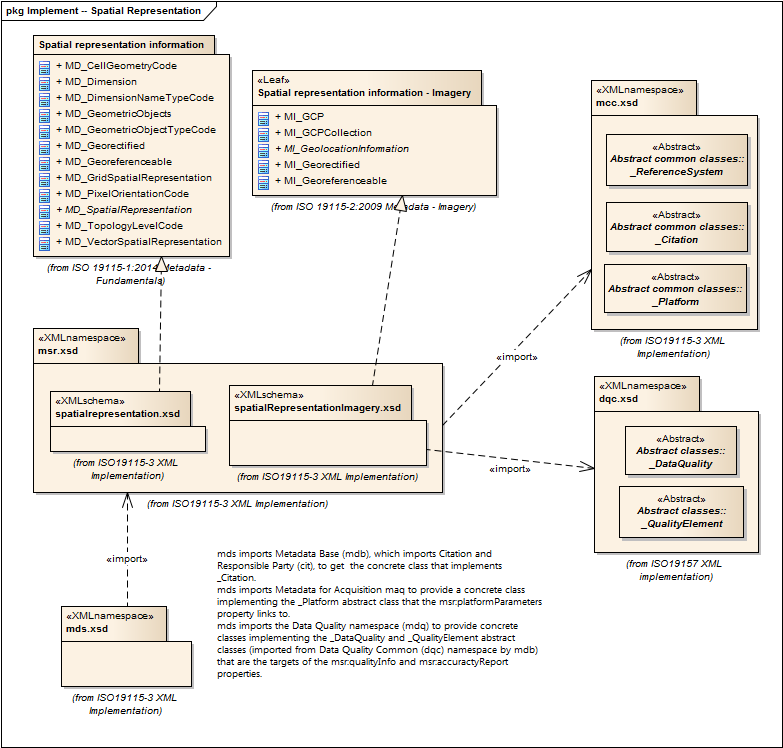 pkg Implement -- Spatial Representation
Spatial representation information
+ MD_CellGeometryCode
+ MD_Dimension
+ MD_DimensionNameTypeCode
+ MD_GeometricObjects
+ MD_GeometricObjectTypeCode
+ MD_Georectified
+ MD_Georeferenceable
+ MD_GridSpatialRepresentation
+ MD_PixelOrientationCode
+ MD_SpatialRepresentation
+ MD_TopologyLevelCode
+ MD_VectorSpatialRepresentation
(from ISO 19115-1:2014 Metadata -
Fundamentals)
«Leaf»
Spatial representation information - Imagery
+ MI_GCP
+ MI_GCPCollection
+ MI_GeolocationInformation
+ MI_Georectified
+ MI_Georeferenceable
(from ISO 19115-2:2009 Metadata - Imagery)
«XMLnamespace»
mcc.xsd
«Abstract»
Abstract common classes::
_ReferenceSystem
«Abstract»
Abstract common classes::
_Citation
«Abstract»
Abstract common classes::
_Platform
(from ISO19115-3 XML
Implementation)
«XMLnamespace»
msr.xsd
«XMLschema»
spatialrepresentation.xsd
(from ISO19115-3 XML
Implementation)
«XMLschema»
spatialRepresentationImagery.xsd
(from ISO19115-3 XML Implementation)
(from ISO19115-3 XML Implementation)
«import»
«import»
«XMLnamespace»
dqc.xsd
«Abstract»
Abstract classes::
_DataQuality
«Abstract»
Abstract classes::
_QualityElement
(from ISO19157 XML
implementation)
«import»
«XMLnamespace»
mds.xsd
(from ISO19115-3 XML
Implementation)
mds imports Metadata Base (mdb), which imports Citation and
Responsible Party (cit), to get the concrete class that implements
_Citation.
mds imports Metadata for Acquisition maq to provide a concrete class
implementing the _Platform abstract class that the msr:platformParameters
property links to.
mds imports the Data Quality namespace (mdq) to provide concrete
classes implementing the _DataQuality and _QualityElement abstract
classes (imported from Data Quality Common (dqc) namespace by mdb)
that are the targets of the msr:qualityInfo and msr:accuractyReport
properties.